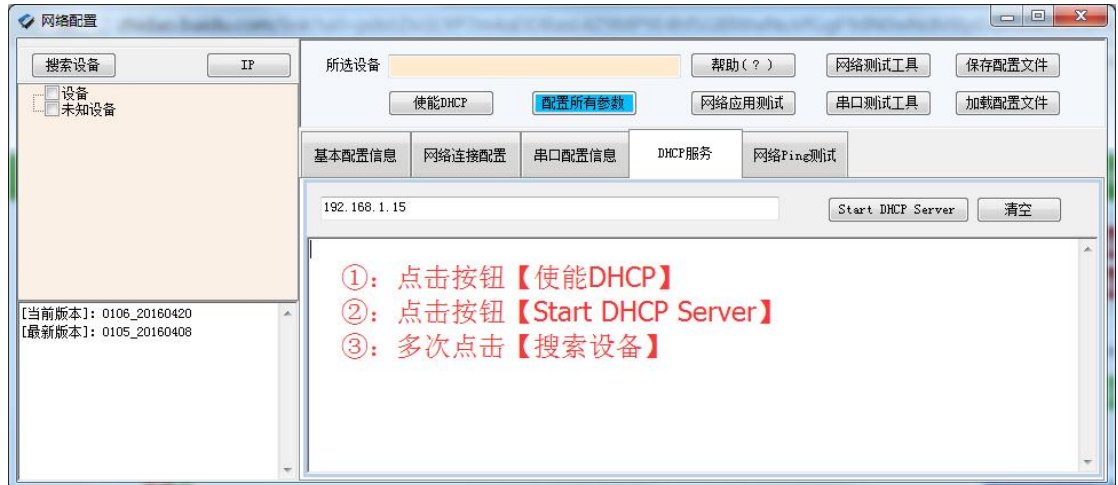 网络配置
搜索设备 IP
设备
未知设备
所选设备 帮助(?) 网络测试工具 保存配置文件
使能DHCP 配置所有参数 网络应用测试 串口测试工具 加载配置文件
基本配置信息 网络连接配置 串口配置信息 DHCP服务 网络Ping测试
192.168.1.15 Start DHCP Server 清空
①：点击按钮【使能DHCP】
②：点击按钮【Start DHCP Server】
③：多次点击【搜索设备】
[当前版本]: 0106_20160420
[最新版本]: 0105_20160408